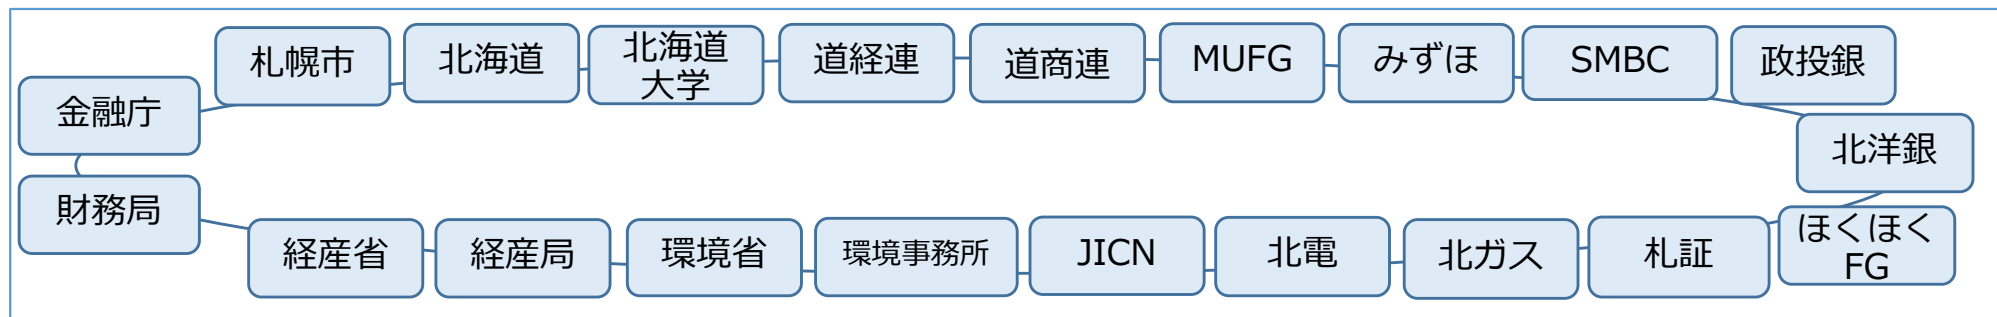 金融庁
札幌市
北海道
北海道
大学
道経連
道商連
MUFG
みずほ
SMBC
政投銀
北洋銀
財務局
経産省
経産局
環境省
環境事務所
JICN
北電
北ガス
札証
ほくほく
FG